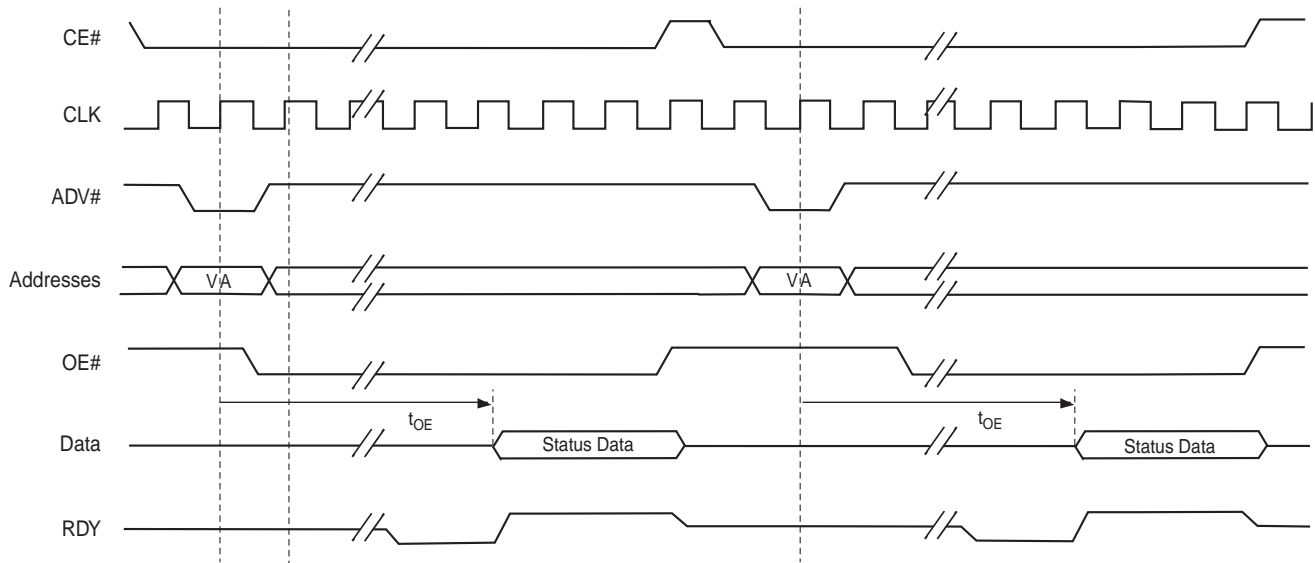 CE#
CLK
ADV#
Addresses
VA
VA
OE#
tOE
tOE
Data
Status Data
Status Data
RDY